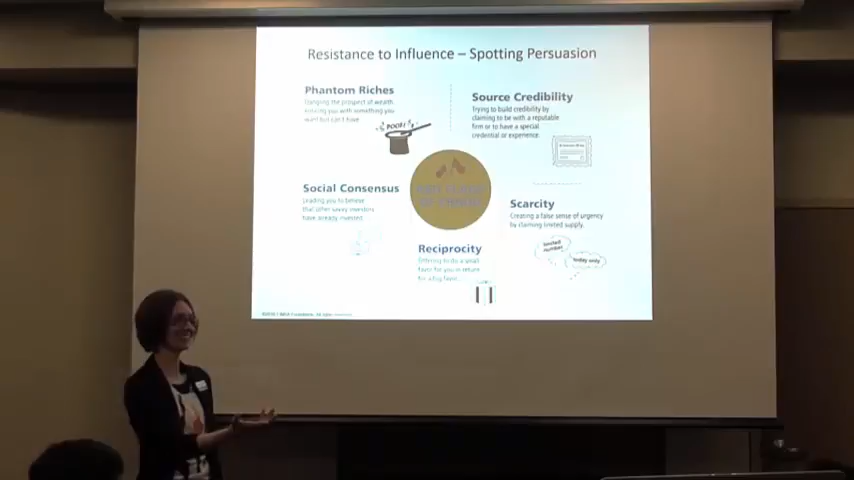 Resistance to Influence – Spotting Persuasion
Phantom Riches
Dangling the prospect of wealth,
enticing you with something you
want but can't have.
POOF!
Source Credibility
Trying to build credibility by
claiming to be with a reputable
firm or to have a special
credential or experience.
Social Consensus
Leading you to believe
that other savvy investors
have already invested.
RED FLAGS
OF FRAUD
Scarcity
Creating a false sense of urgency
by claiming limited supply.
limited
number
today only
Reciprocity
Offering to do a small
favor for you in return
for a big favor.